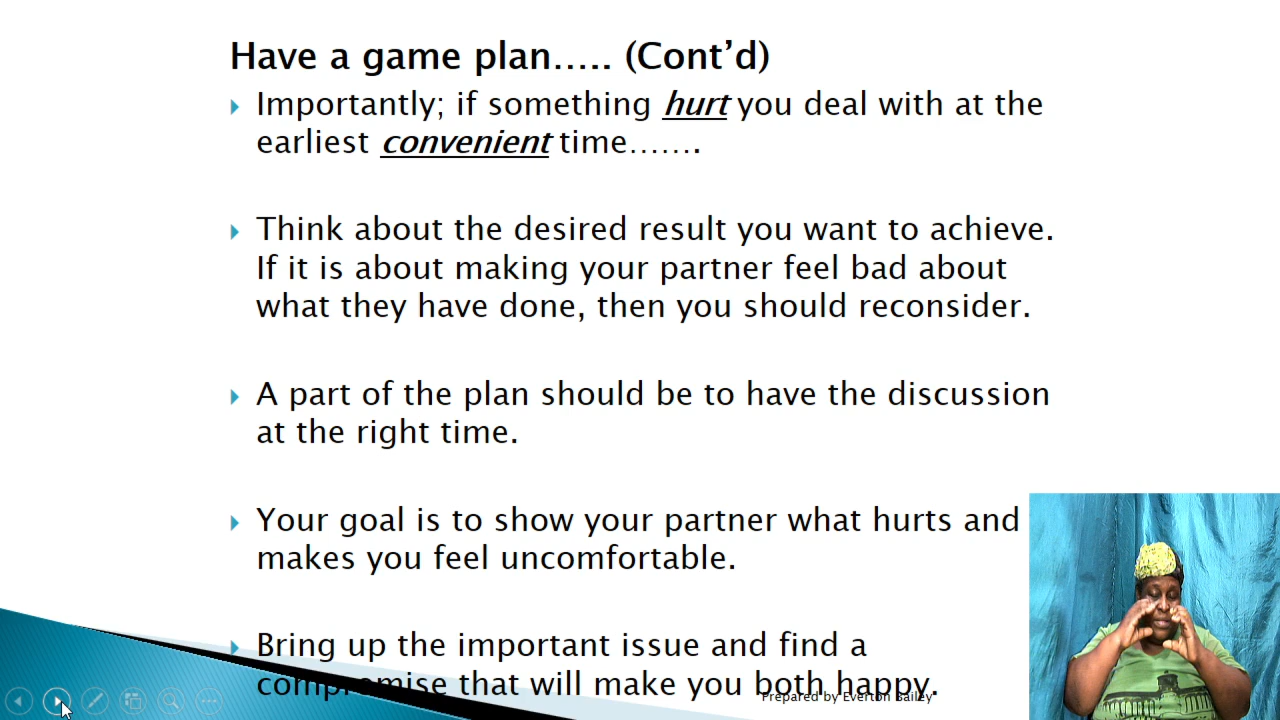 Have a game plan….. (Cont’d)
Importantly; if something hurt you deal with at the
earliest convenient time…….
Think about the desired result you want to achieve.
If it is about making your partner feel bad about
what they have done, then you should reconsider.
A part of the plan should be to have the discussion
at the right time.
Your goal is to show your partner what hurts and
makes you feel uncomfortable.
Bring up the important issue and find a
compromise that will make you both happy.
Prepared by Everton Bailey